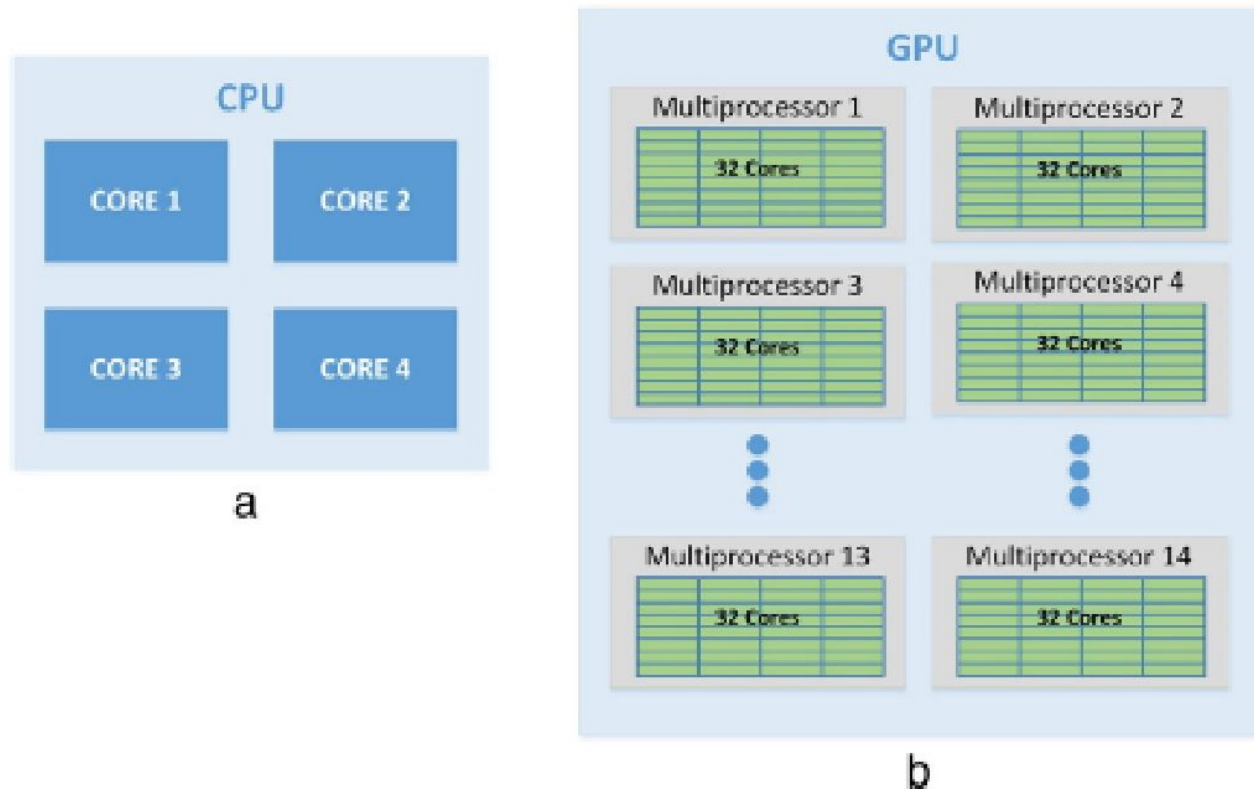 CPU
CORE 1
CORE 2
CORE 3
CORE 4
a
GPU
Multiprocessor 1
32 Cores
Multiprocessor 2
32 Cores
Multiprocessor 3
32 Cores
Multiprocessor 4
32 Cores
Multiprocessor 13
32 Cores
Multiprocessor 14
32 Cores
b